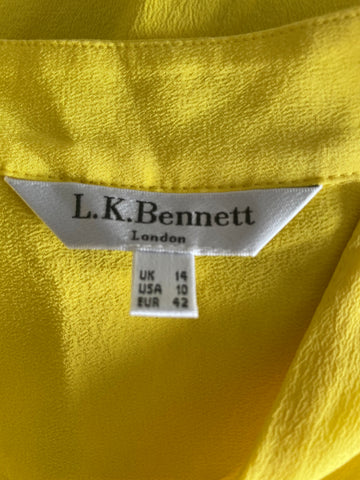 L.K.Bennett
London
UK 14
USA 10
EUR 42